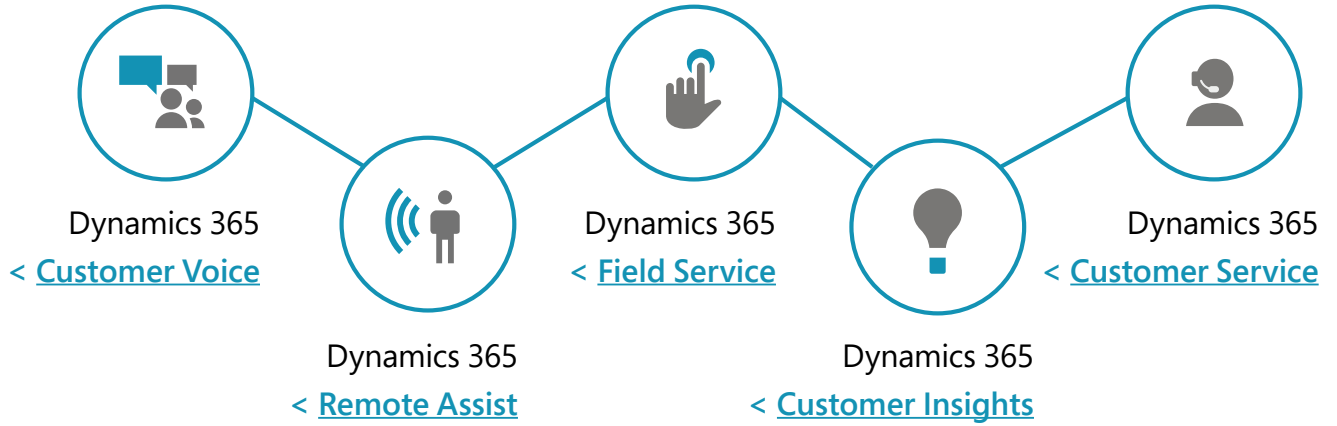 Dynamics 365
< Customer Voice
Dynamics 365
< Remote Assist
Dynamics 365
< Field Service
Dynamics 365
< Customer Insights
Dynamics 365
< Customer Service